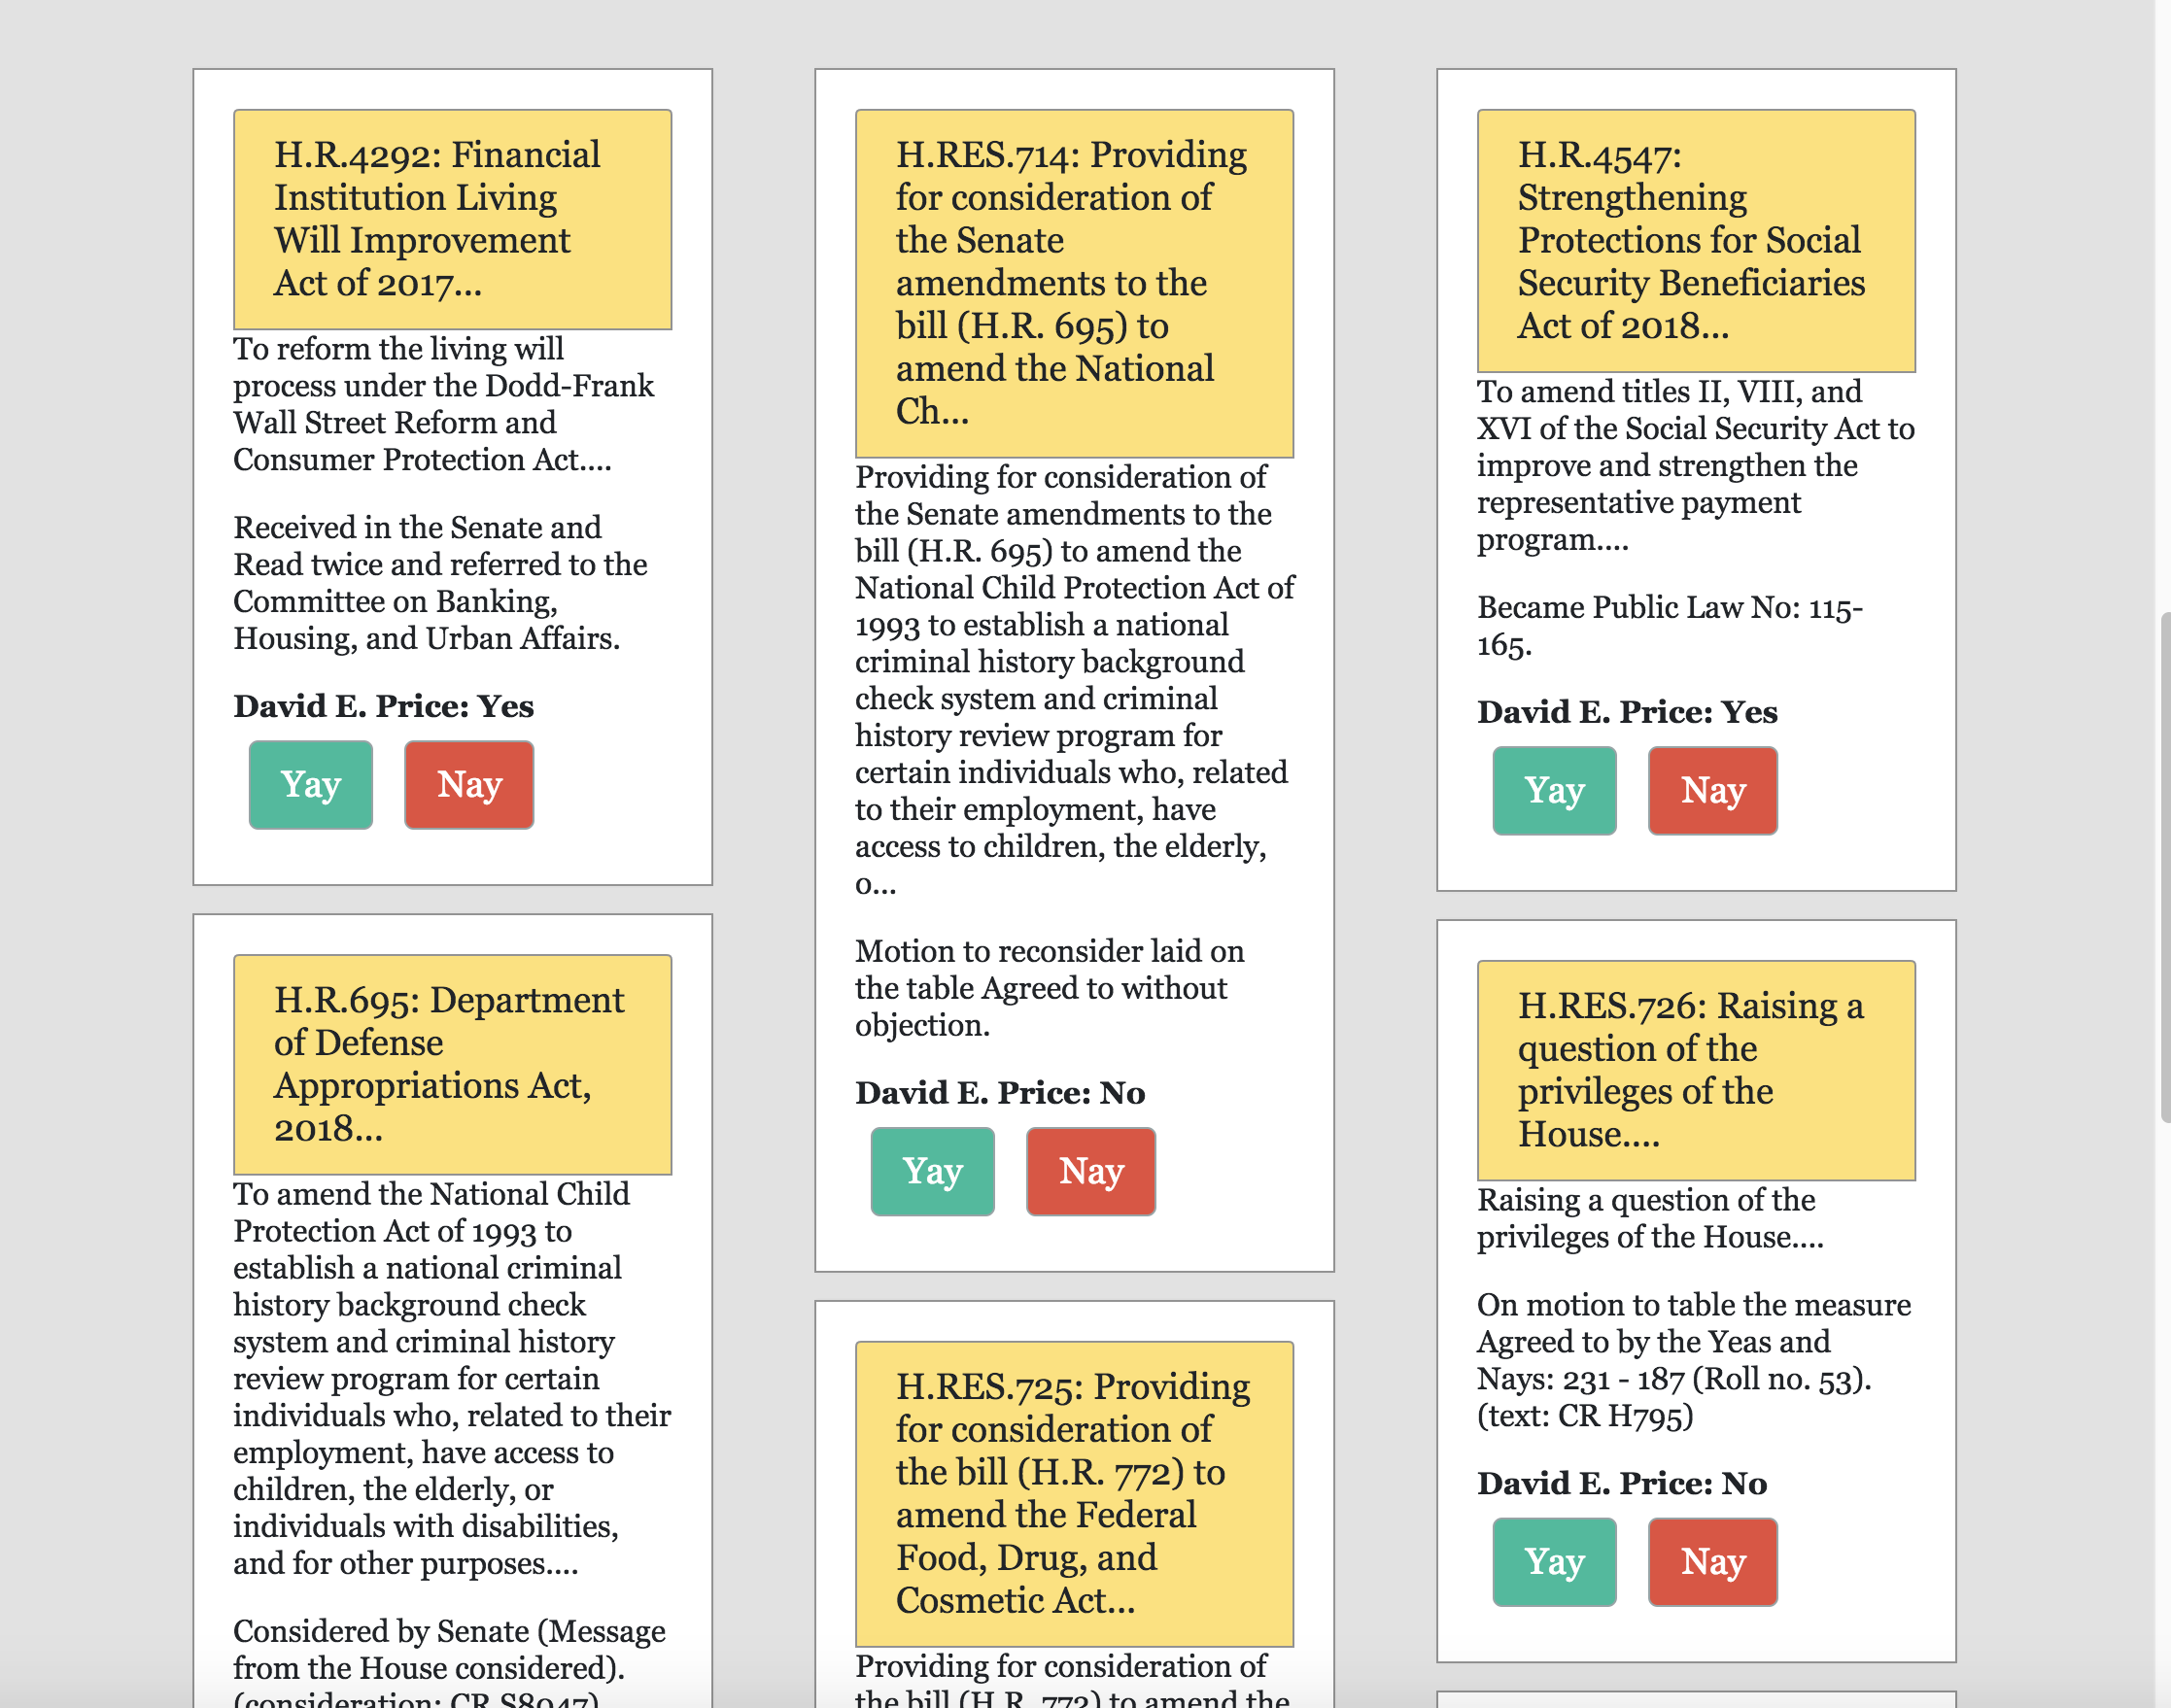 H.R.4292: Financial
Institution Living
Will Improvement
Act of 2017...
To reform the living will
process under the Dodd-Frank
Wall Street Reform and
Consumer Protection Act....
Received in the Senate and
Read twice and referred to the
Committee on Banking,
Housing, and Urban Affairs.
David E. Price: Yes
Yay Nay
H.R.695: Department
of Defense
Appropriations Act,
2018...
To amend the National Child
Protection Act of 1993 to
establish a national criminal
history background check
system and criminal history
review program for certain
individuals who, related to their
employment, have access to
children, the elderly, or
individuals with disabilities,
and for other purposes....
Considered by Senate (Message
from the House considered).
(consideration: CR S8047)
H.RES.714: Providing
for consideration of
the Senate
amendments to the
bill (H.R. 695) to
amend the National
Ch...
Providing for consideration of
the Senate amendments to the
bill (H.R. 695) to amend the
National Child Protection Act of
1993 to establish a national
criminal history background
check system and criminal
history review program for
certain individuals who, related
to their employment, have
access to children, the elderly,
o...
Motion to reconsider laid on
the table Agreed to without
objection.
David E. Price: No
Yay Nay
H.RES.725: Providing
for consideration of
the bill (H.R. 772) to
amend the Federal
Food, Drug, and
Cosmetic Act...
Providing for consideration of
the bill (H.R. 772) to amend the
H.R.4547:
Strengthening
Protections for Social
Security Beneficiaries
Act of 2018...
To amend titles II, VIII, and
XVI of the Social Security Act to
improve and strengthen the
representative payment
program....
Became Public Law No: 115-
165.
David E. Price: Yes
Yay Nay
H.RES.726: Raising a
question of the
privileges of the
House....
Raising a question of the
privileges of the House....
On motion to table the measure
Agreed to by the Yeas and
Nays: 231 - 187 (Roll no. 53).
(text: CR H795)
David E. Price: No
Yay Nay